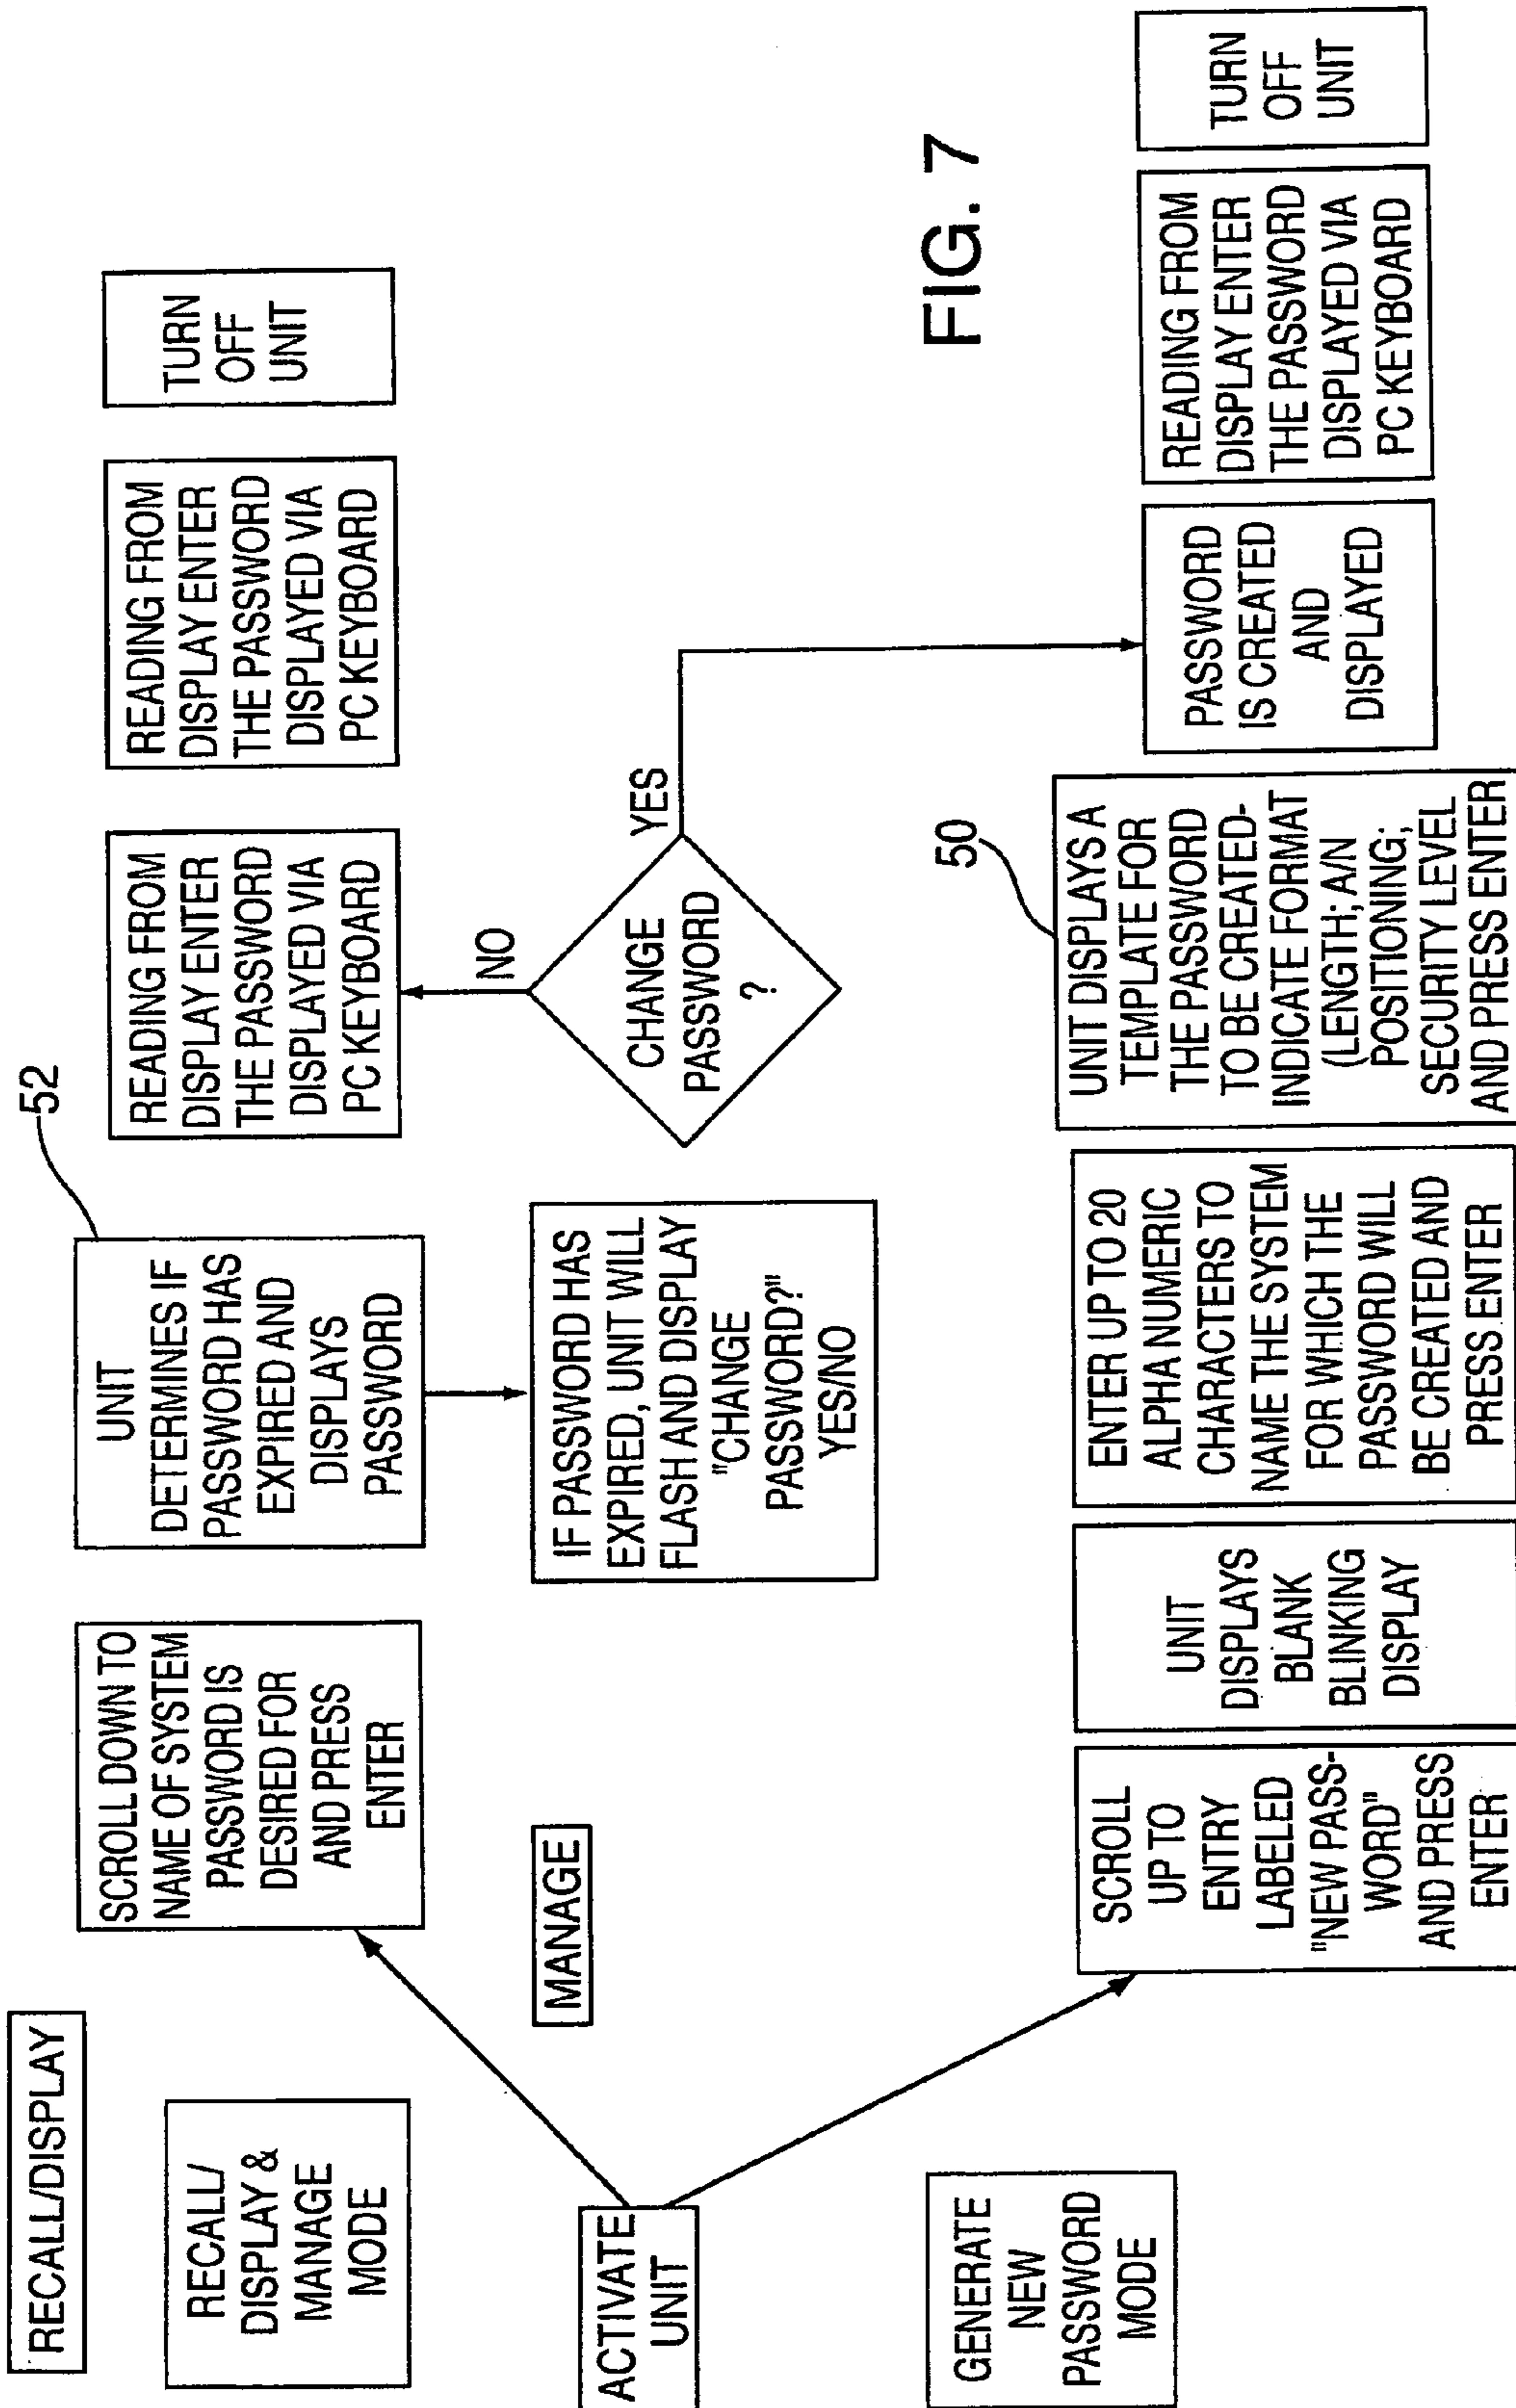 RECALL/DISPLAY
RECALL/
DISPLAY &
MANAGE
MODE
SCROLL DOWN TO
NAME OF SYSTEM
PASSWORD IS
DESIRED FOR
AND PRESS
ENTER
52
UNIT
DETERMINES IF
PASSWORD HAS
EXPIRED AND
DISPLAYS
PASSWORD
READING FROM
DISPLAY ENTER
THE PASSWORD
DISPLAYED VIA
PC KEYBOARD
READING FROM
DISPLAY ENTER
THE PASSWORD
DISPLAYED VIA
PC KEYBOARD
TURN
OFF
UNIT
ACTIVATE
UNIT
MANAGE
IF PASSWORD HAS
EXPIRED, UNIT WILL
FLASH AND DISPLAY
"CHANGE
PASSWORD?"
YES/NO
NO
CHANGE
PASSWORD
?
YES
FIG. 7
GENERATE
NEW
PASSWORD
MODE
SCROLL
UP TO
ENTRY
LABELED
"NEW PASS-
WORD"
AND PRESS
ENTER
UNIT
DISPLAYS
BLANK
BLINKING
DISPLAY
ENTER UP TO 20
ALPHA NUMERIC
CHARACTERS TO
NAME THE SYSTEM
FOR WHICH THE
PASSWORD WILL
BE CREATED AND
PRESS ENTER
50
UNIT DISPLAYS A
TEMPLATE FOR
THE PASSWORD
TO BE CREATED-
INDICATE FORMAT
(LENGTH; A/N
POSITIONING;
SECURITY LEVEL
AND PRESS ENTER
PASSWORD
IS CREATED
AND
DISPLAYED
READING FROM
DISPLAY ENTER
THE PASSWORD
DISPLAYED VIA
PC KEYBOARD
TURN
OFF
UNIT